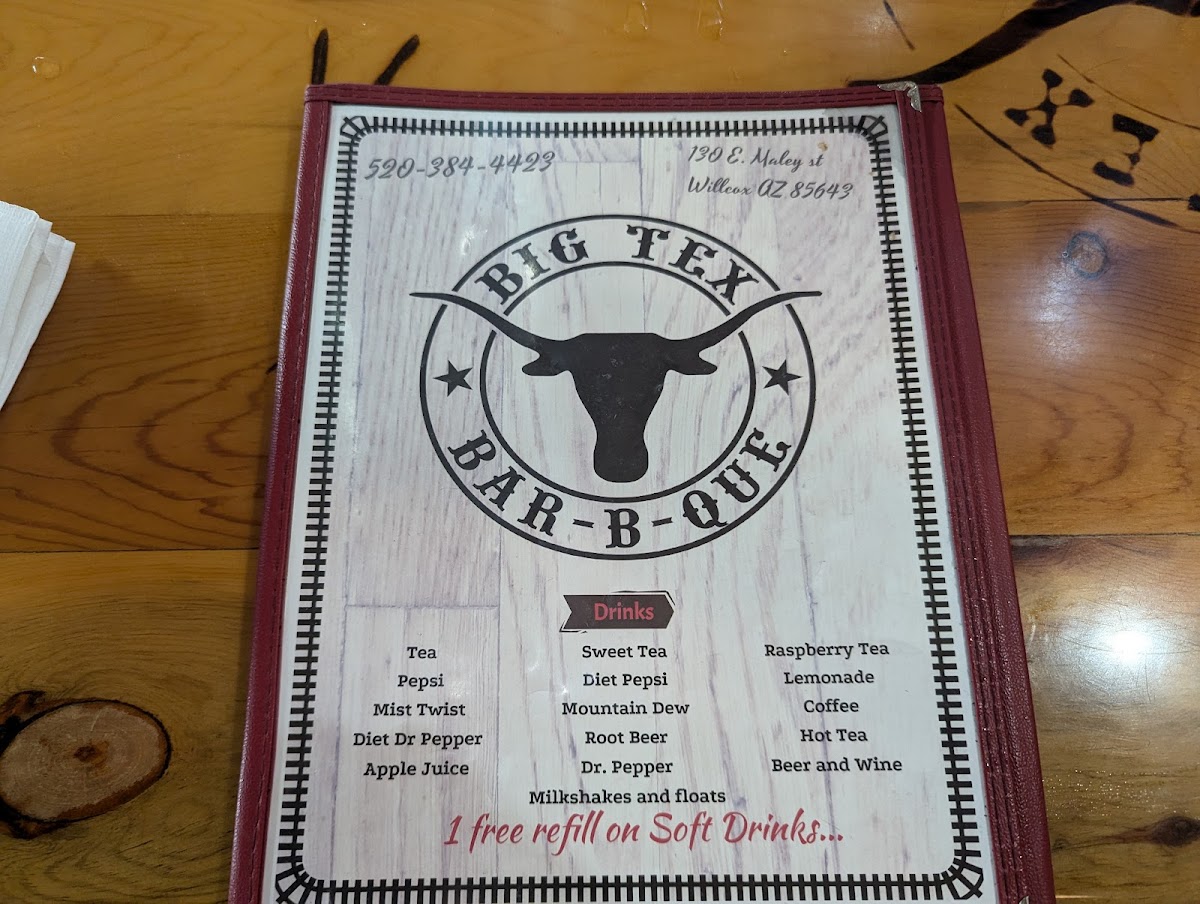 520-384-4423
130 E. Maley st
Willcox AZ 85643
BIG TEX
BAR-B-QUE
Drinks
Tea Sweet Tea Raspberry Tea
Pepsi Diet Pepsi Lemonade
Mist Twist Mountain Dew Coffee
Diet Dr Pepper Root Beer Hot Tea
Apple Juice Dr. Pepper Beer and Wine
Milkshakes and floats
1 free refill on Soft Drinks...